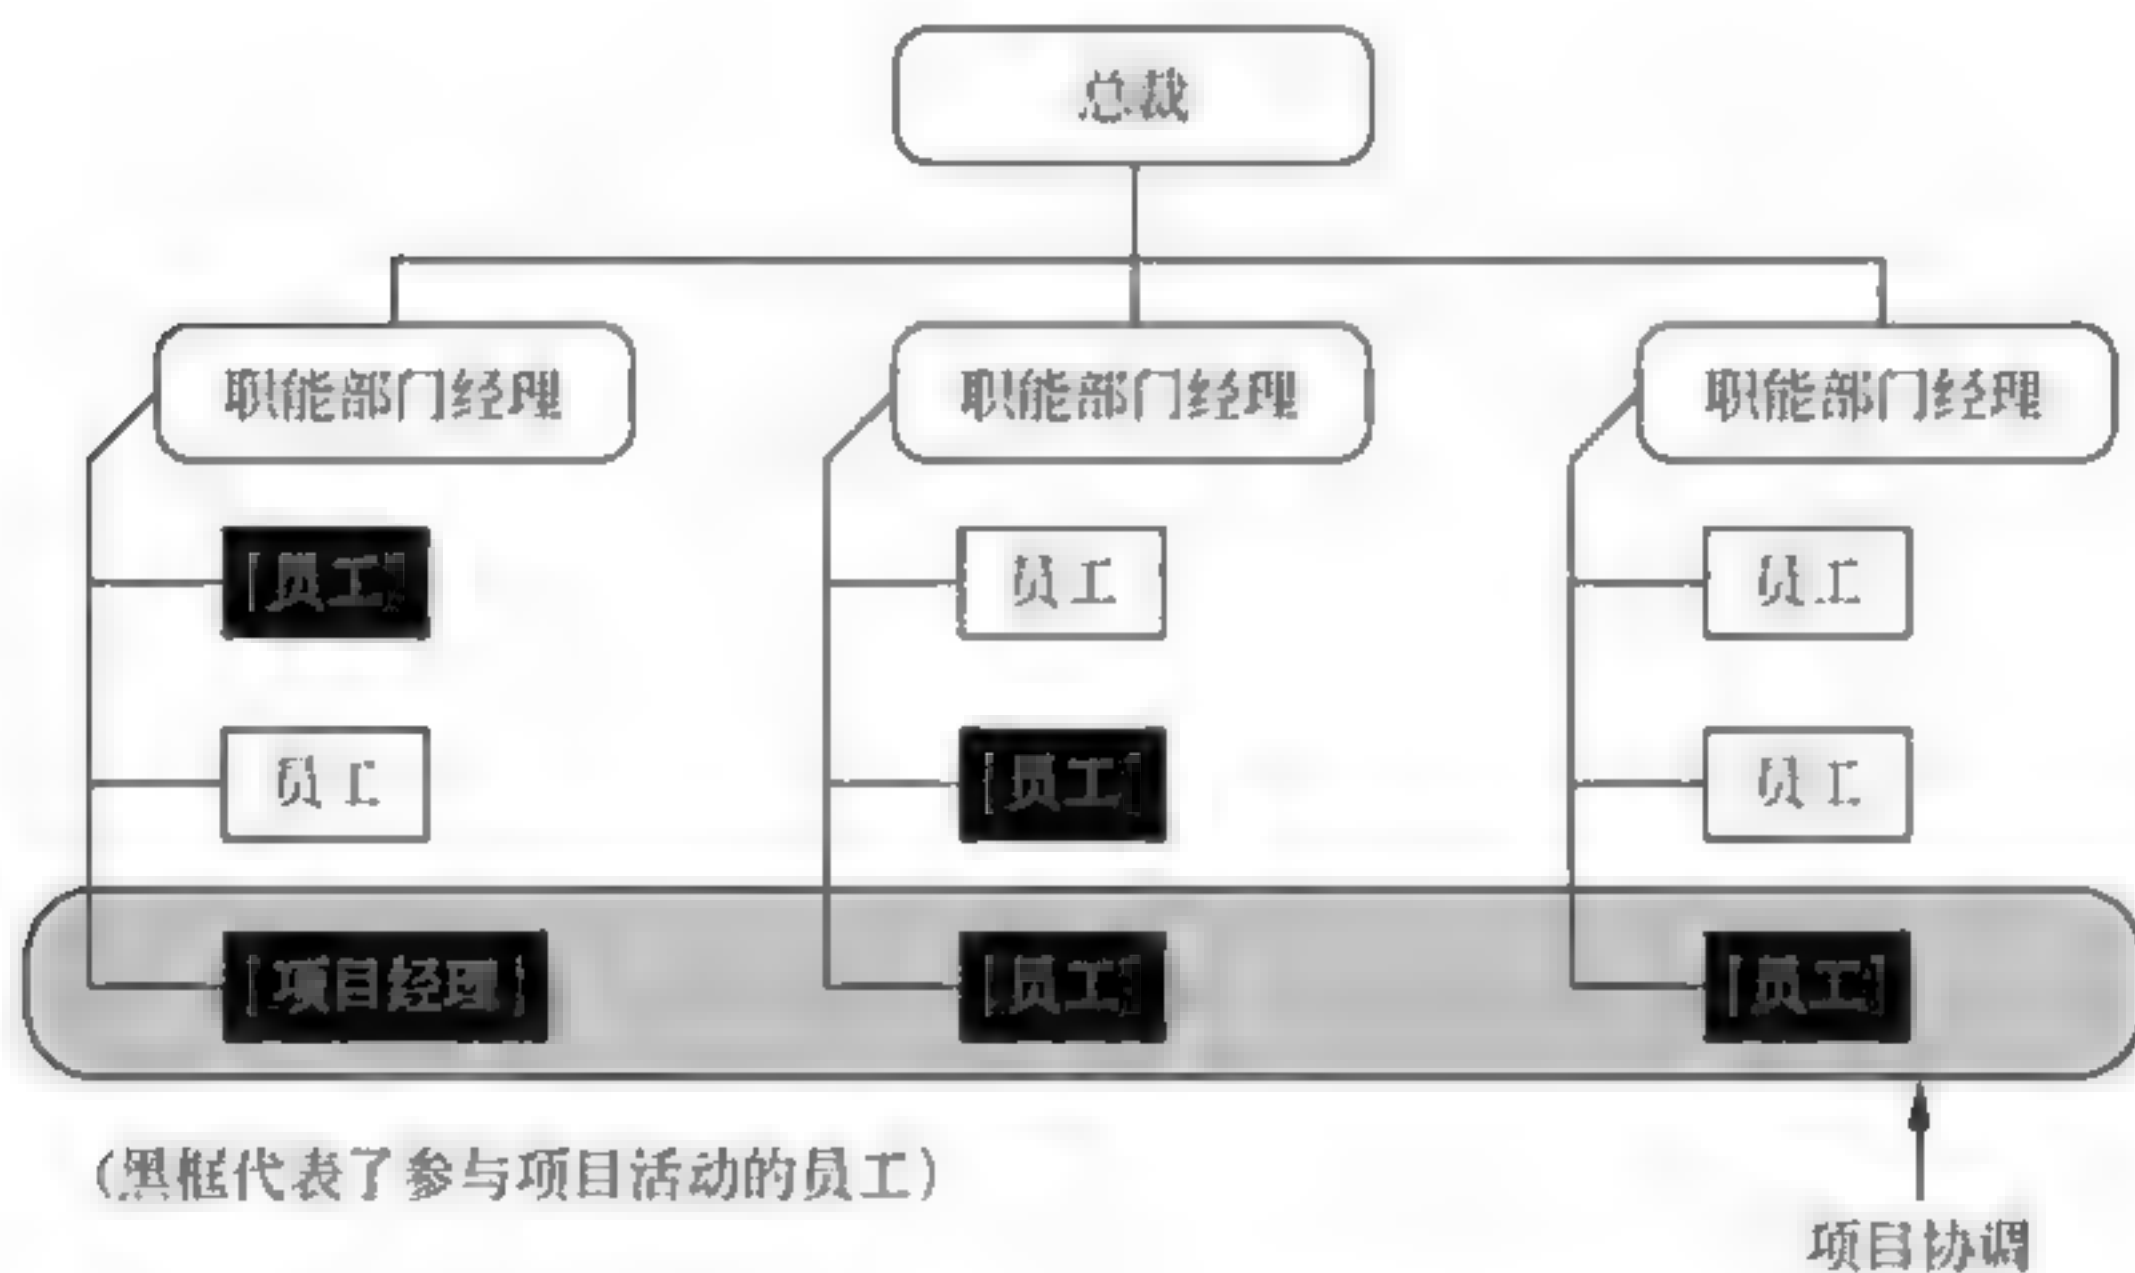 总裁
职能部门经理 职能部门经理 职能部门经理
员工 员工 员工
员工 员工 员工
项目经理 员工 员工
(黑框代表了参与项目活动的员工)
项目协调